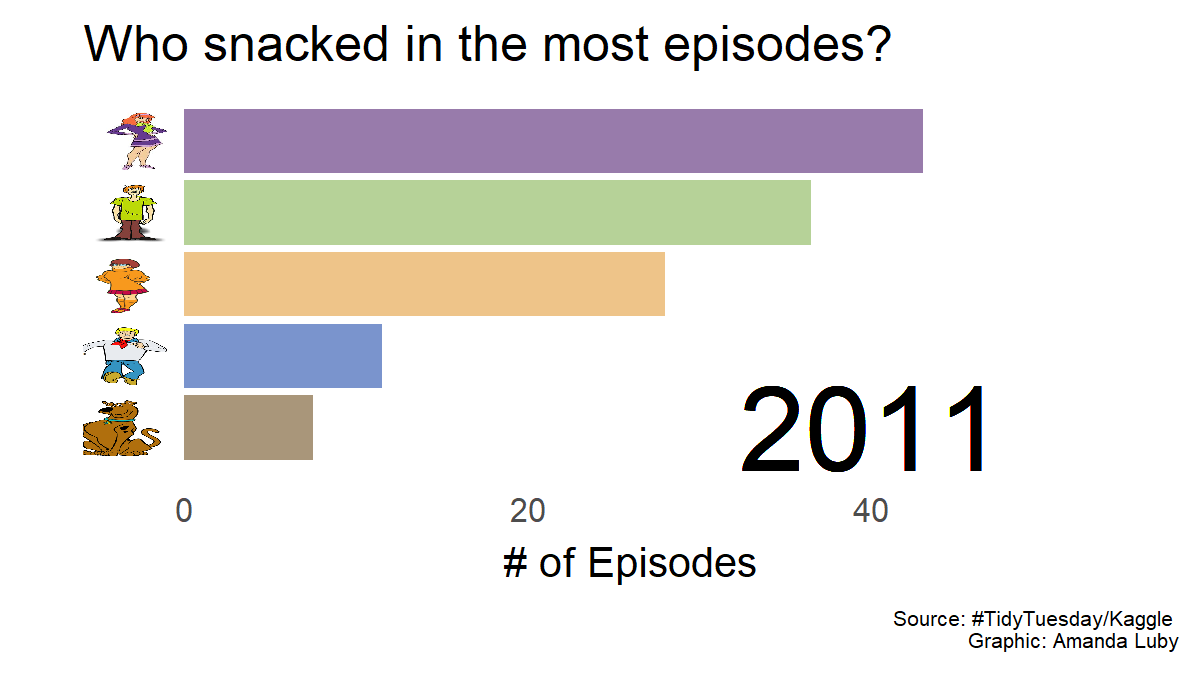 Who snacked in the most episodes?
2011
0 20 40
# of Episodes
Source: #TidyTuesday/Kaggle
Graphic: Amanda Luby